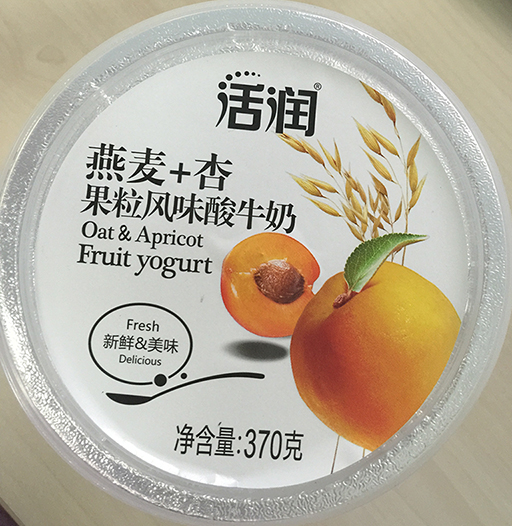 活润®
燕麦+杏
果粒风味酸牛奶
Oat & Apricot
Fruit yogurt
Fresh
新鲜&美味
Delicious
净含量:370克